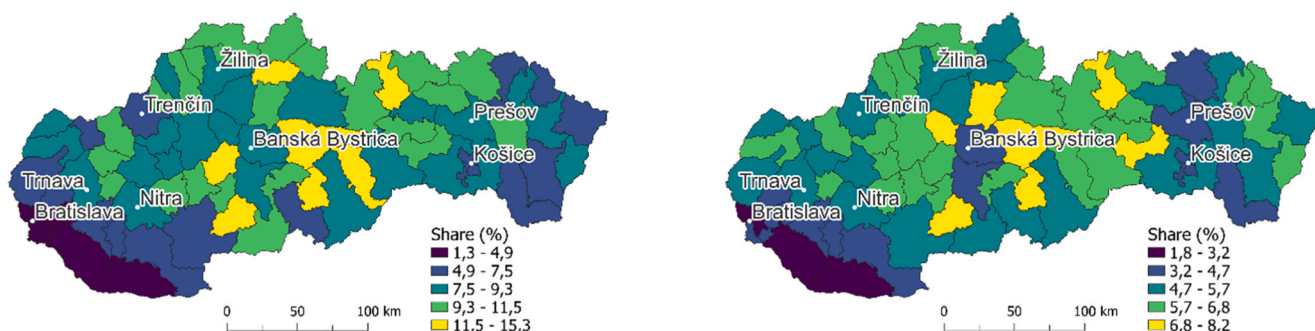 Žilina
Trenčín
Prešov
Banská Bystrica
Košice
Trnava
Nitra
Bratislava
Share (%)
1,3 - 4,9
4,9 - 7,5
7,5 - 9,3
9,3 - 11,5
11,5 - 15,3
0 50 100 km
Žilina
Trenčín
Prešov
Banská Bystrica
Košice
Trnava
Nitra
Bratislava
Share (%)
1,8 - 3,2
3,2 - 4,7
4,7 - 5,7
5,7 - 6,8
6,8 - 8,2
0 50 100 km